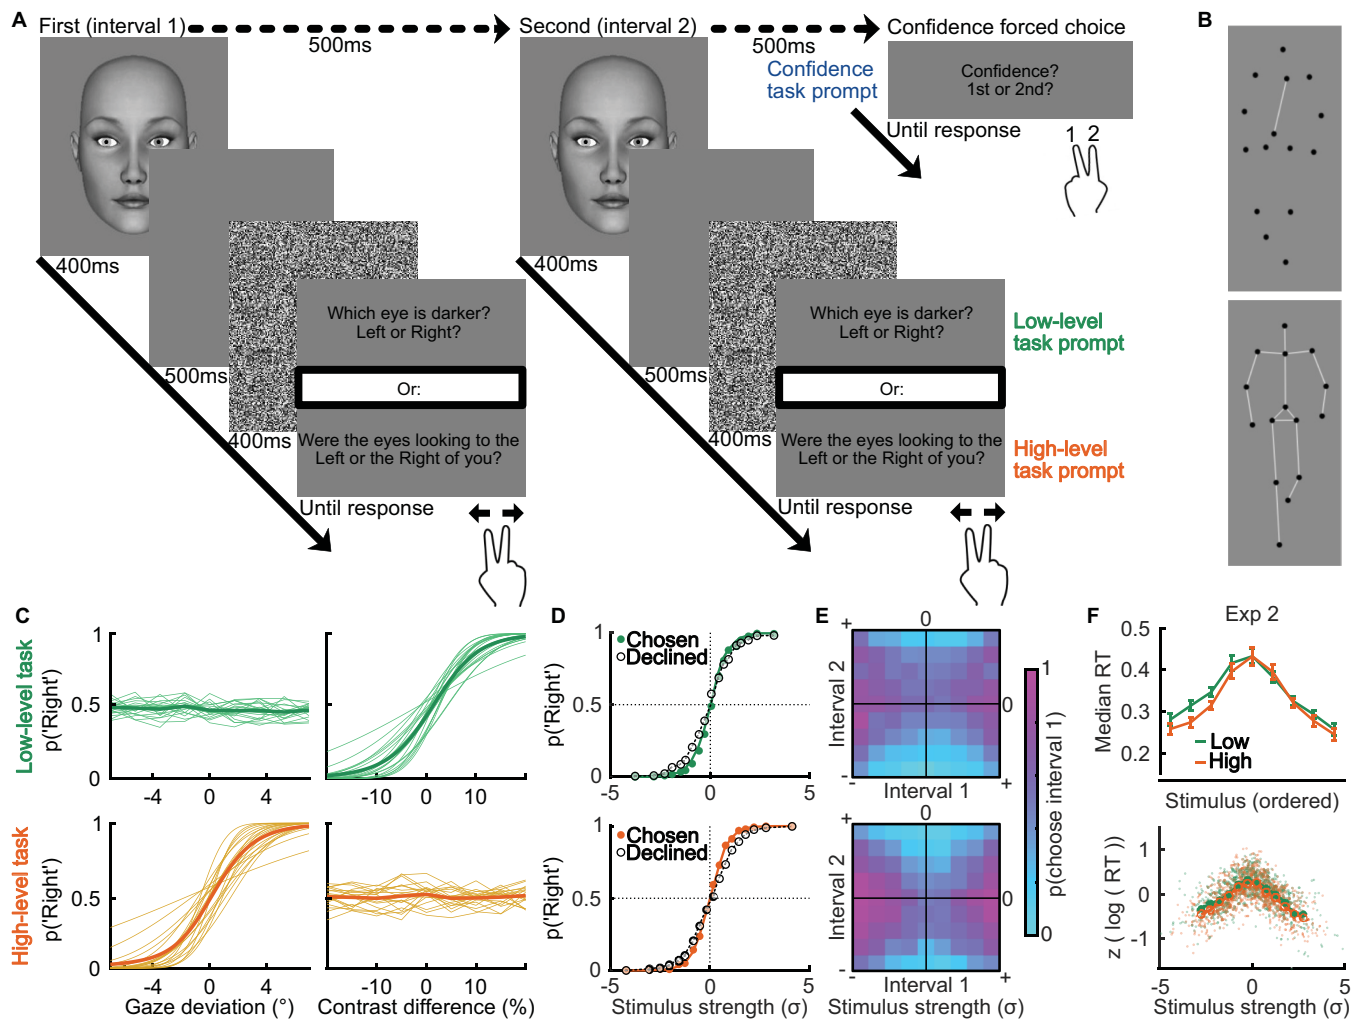 A
First (interval 1)
500ms
Second (interval 2)
500ms
Confidence forced choice
Confidence
task prompt
Confidence?
1st or 2nd?
Until response
1 2
B
400ms
500ms
400ms
Which eye is darker?
Left or Right?
Or:
Were the eyes looking to the
Left or the Right of you?
Until response
400ms
500ms
400ms
Which eye is darker?
Left or Right?
Or:
Were the eyes looking to the
Left or the Right of you?
Until response
Low-level
task prompt
High-level
task prompt
C
Low-level task
p('Right')
1
0.5
0
-4
0
4
-10
0
10
High-level task
p('Right')
1
0.5
0
-4
0
4
Gaze deviation (°)
-10
0
10
Contrast difference (%)
D
p('Right')
1
0.5
0
Chosen
Declined
-5
0
5
p('Right')
1
0.5
0
Chosen
Declined
-5
0
5
Stimulus strength (σ)
E
0
+
Interval 2
0
-
+
Interval 1
0
+
Interval 2
0
-
+
Interval 1
Stimulus strength (σ)
1
p(choose interval 1)
0
F
Exp 2
Median RT
0.5
0.4
0.3
0.2
Low
High
Stimulus (ordered)
z ( log ( RT ))
1
0
-1
-5
0
5
Stimulus strength (σ)